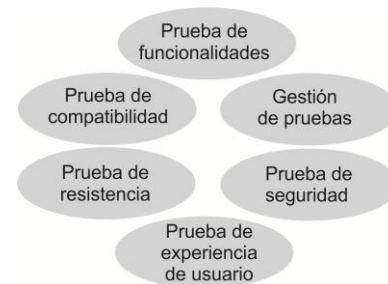 Prueba de
funcionalidades
Prueba de
compatibilidad
Gestión
de pruebas
Prueba de
resistencia
Prueba de
seguridad
Prueba de
experiencia
de usuario